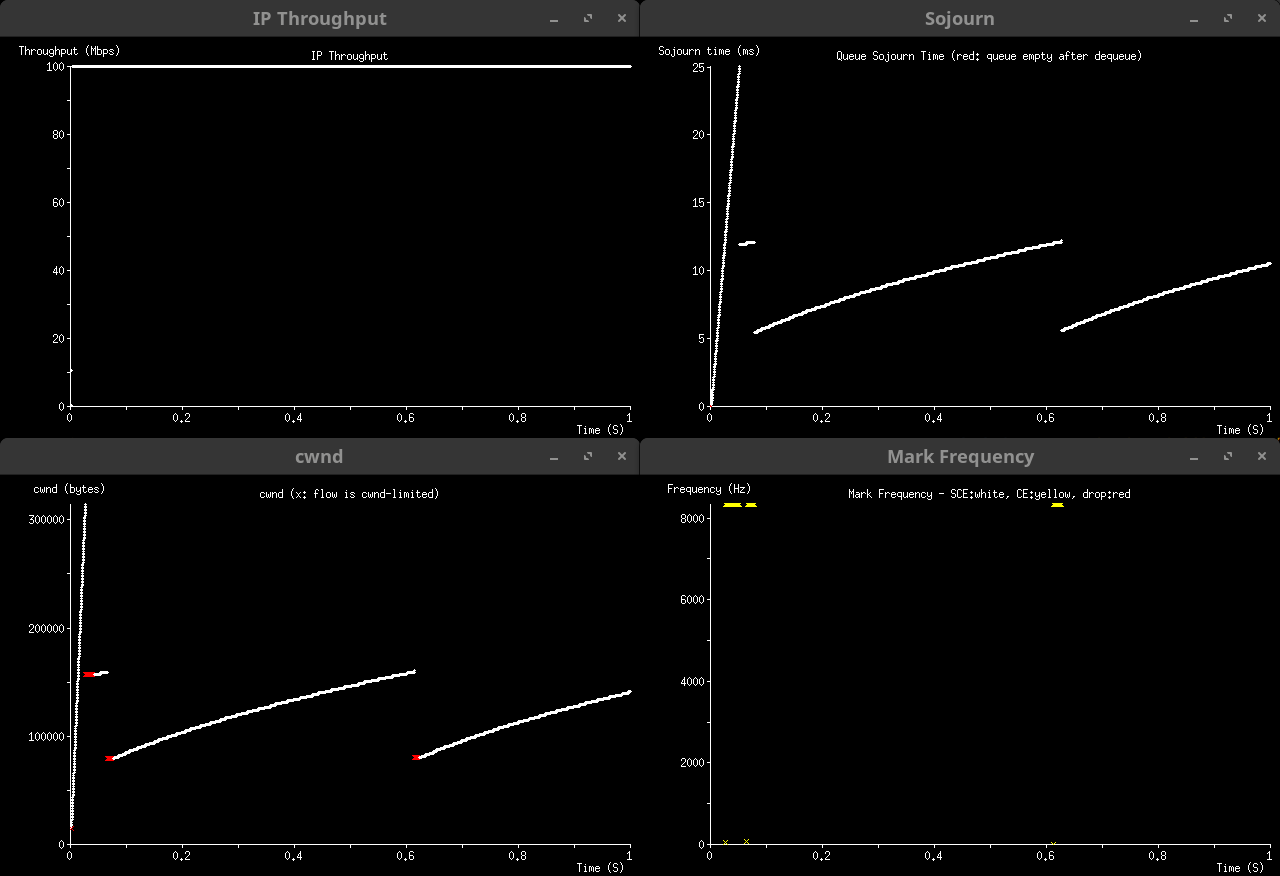 IP Throughput
Throughput (Mbps)
IP Throughput
100
80
60
40
20
0
0 0.2 0.4 0.6 0.8 1
Time (S)
Sojourn
Sojourn time (ms)
Queue Sojourn Time (red: queue empty after dequeue)
25
20
15
10
5
0
0 0.2 0.4 0.6 0.8 1
Time (S)
cwnd
cwnd (bytes)
cwnd (x: flow is cwnd-limited)
300000
200000
100000
0
0 0.2 0.4 0.6 0.8 1
Time (S)
Mark Frequency
Frequency (Hz)
Mark Frequency - SCE:white, CE:yellow, drop:red
8000
6000
4000
2000
0
0 0.2 0.4 0.6 0.8 1
Time (S)